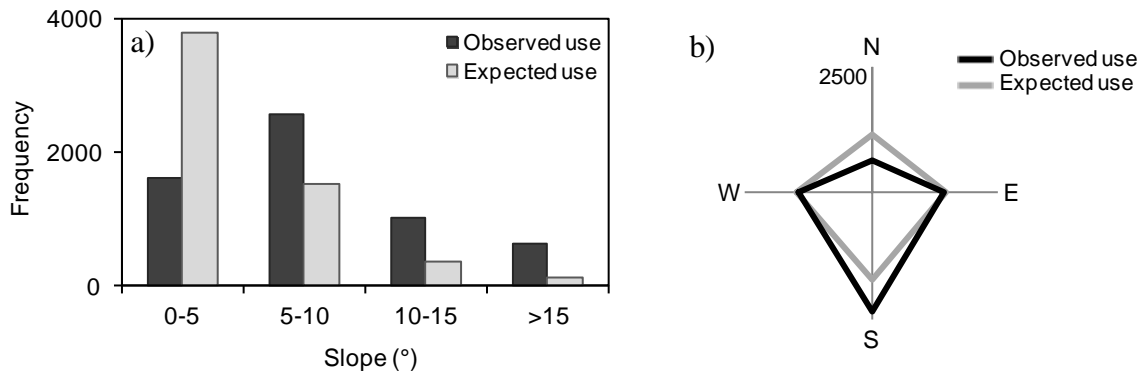 a)
4000
2000
0
Frequency
Observed use
Expected use
0-5 5-10 10-15 >15
Slope (°)
b)
N
2500
W E
S
Observed use
Expected use